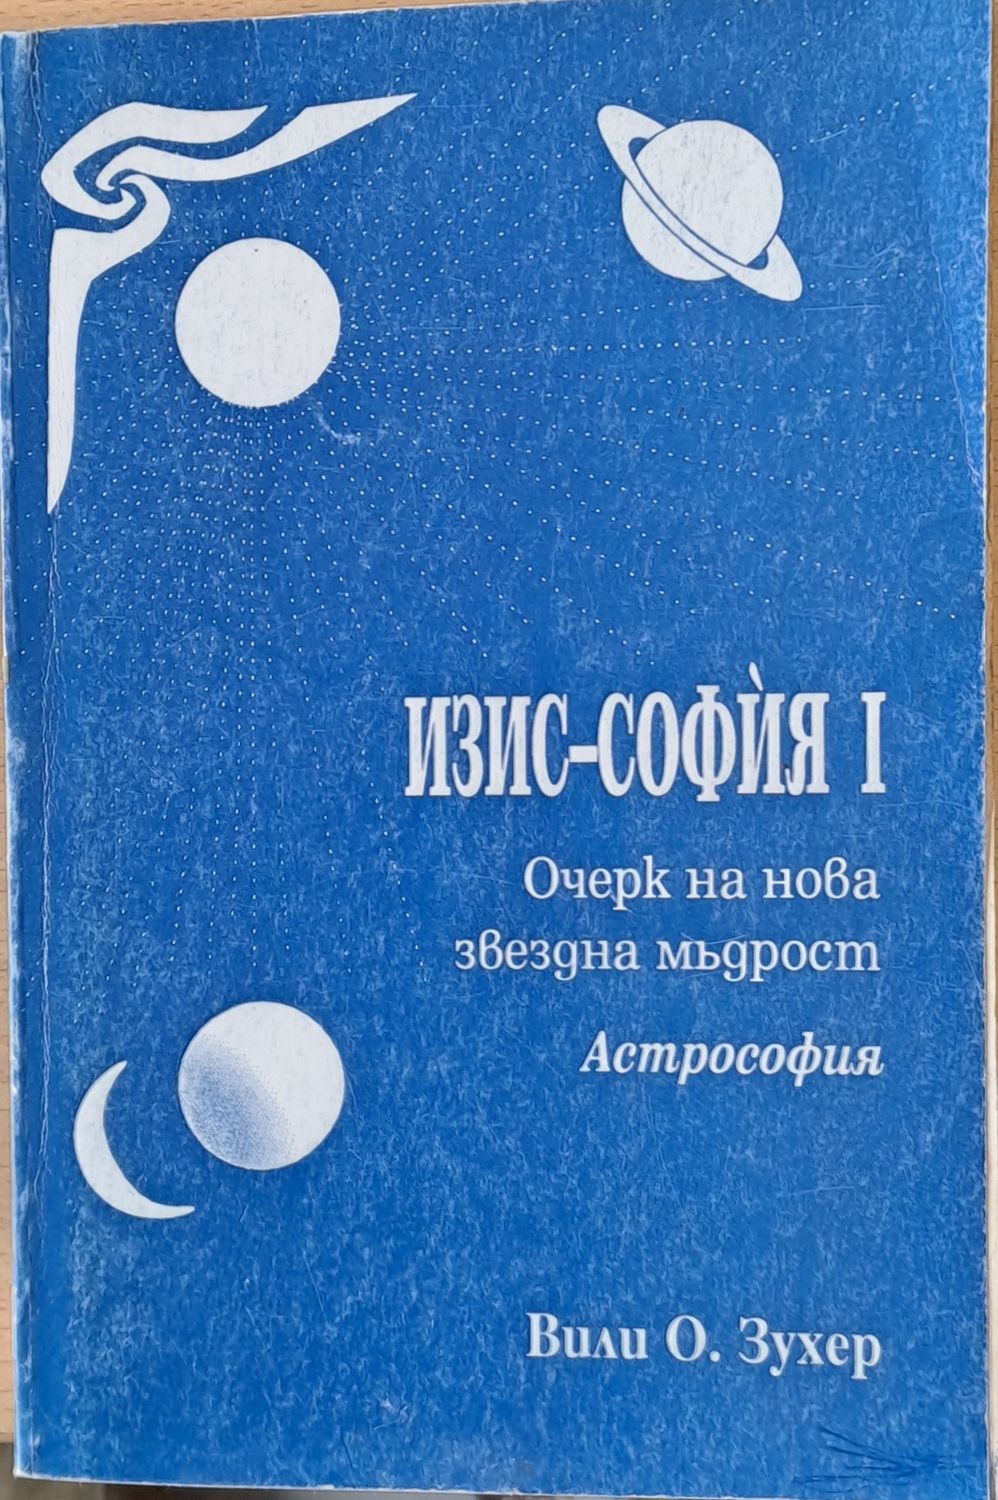 ИЗИС-СОФЍЯ I
Очерк на нова
звездна мъдрост
Астрософия
Вили О. Зухер